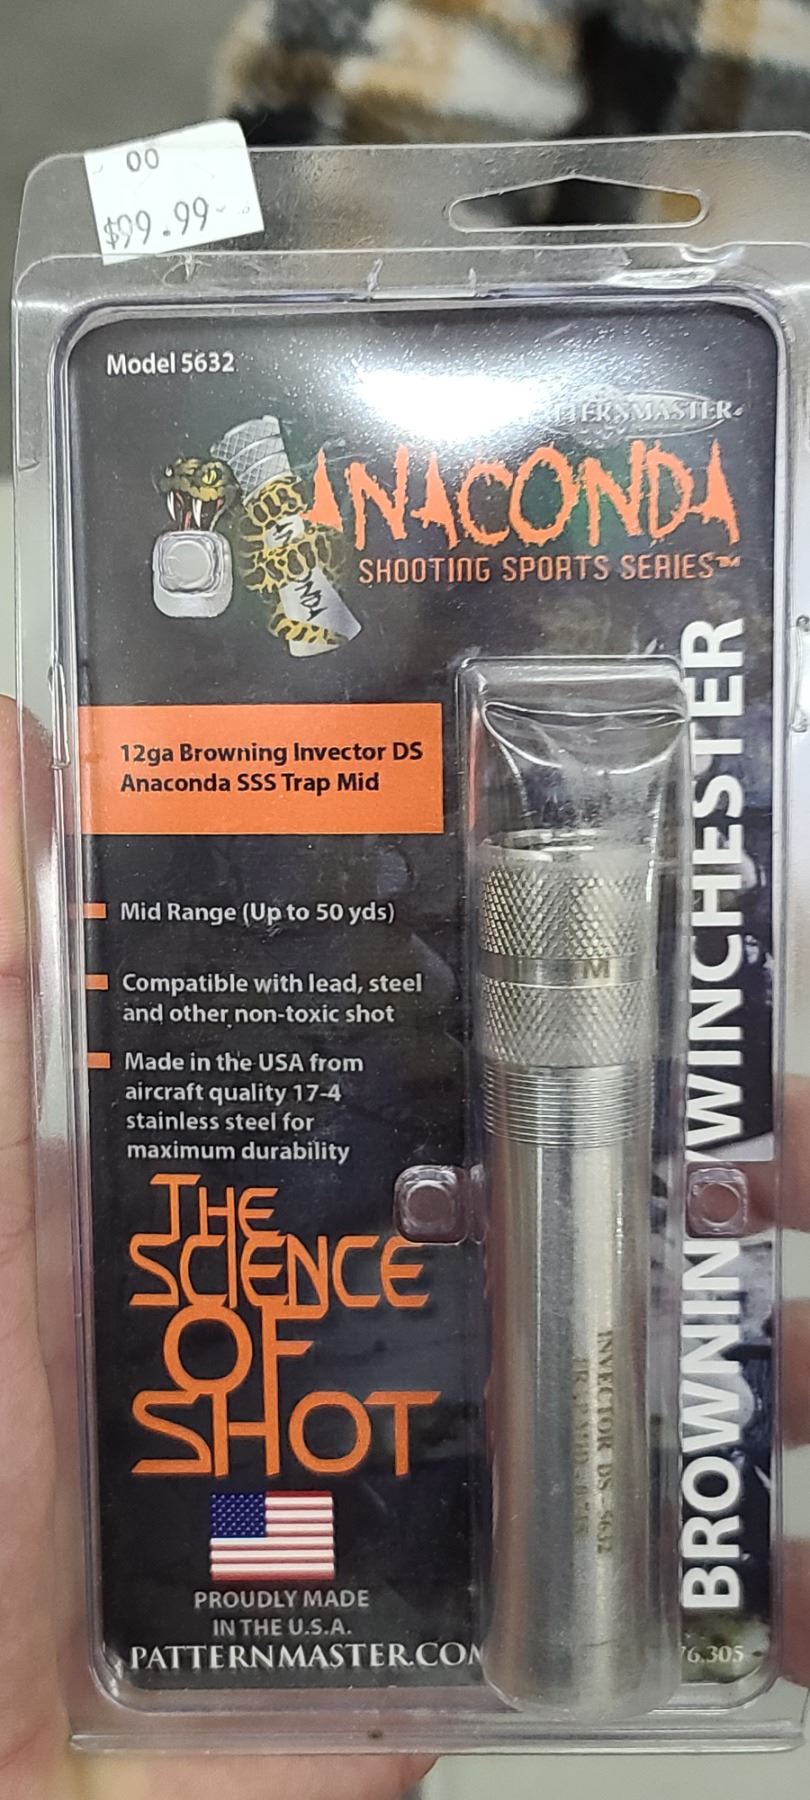 00
$99.99
Model 5632
PATTERNMASTER
ANACONDA
SHOOTING SPORTS SERIES™
12ga Browning Invector DS
Anaconda SSS Trap Mid
Mid Range (Up to 50 yds)
Compatible with lead, steel
and other non-toxic shot
Made in the USA from
aircraft quality 17-4
stainless steel for
maximum durability
THE
SCIENCE
OF
SHOT
PROUDLY MADE
IN THE U.S.A.
PATTERNMASTER.COM
M
INVECTOR DS - 5632
BROWNING/WINCHESTER